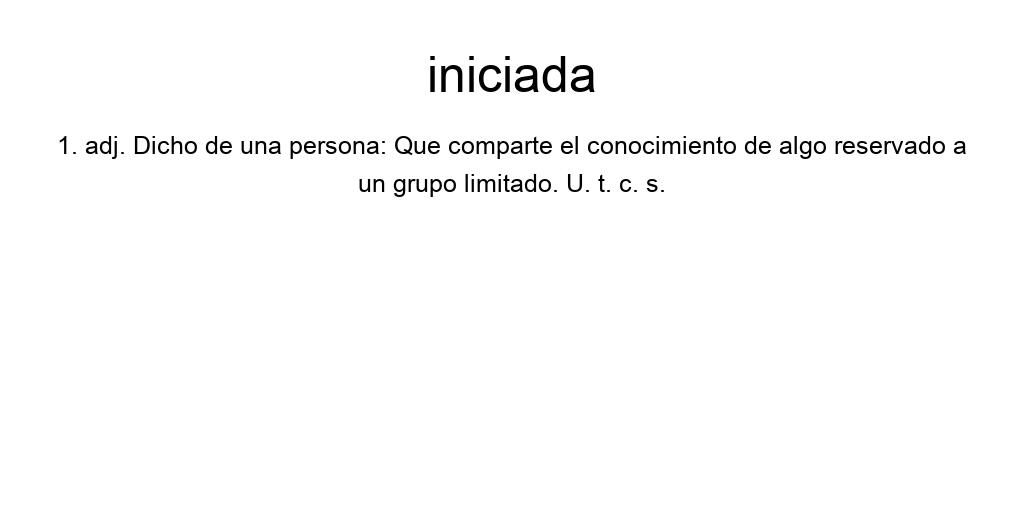 iniciada
1. adj. Dicho de una persona: Que comparte el conocimiento de algo reservado a
un grupo limitado. U. t. c. s.